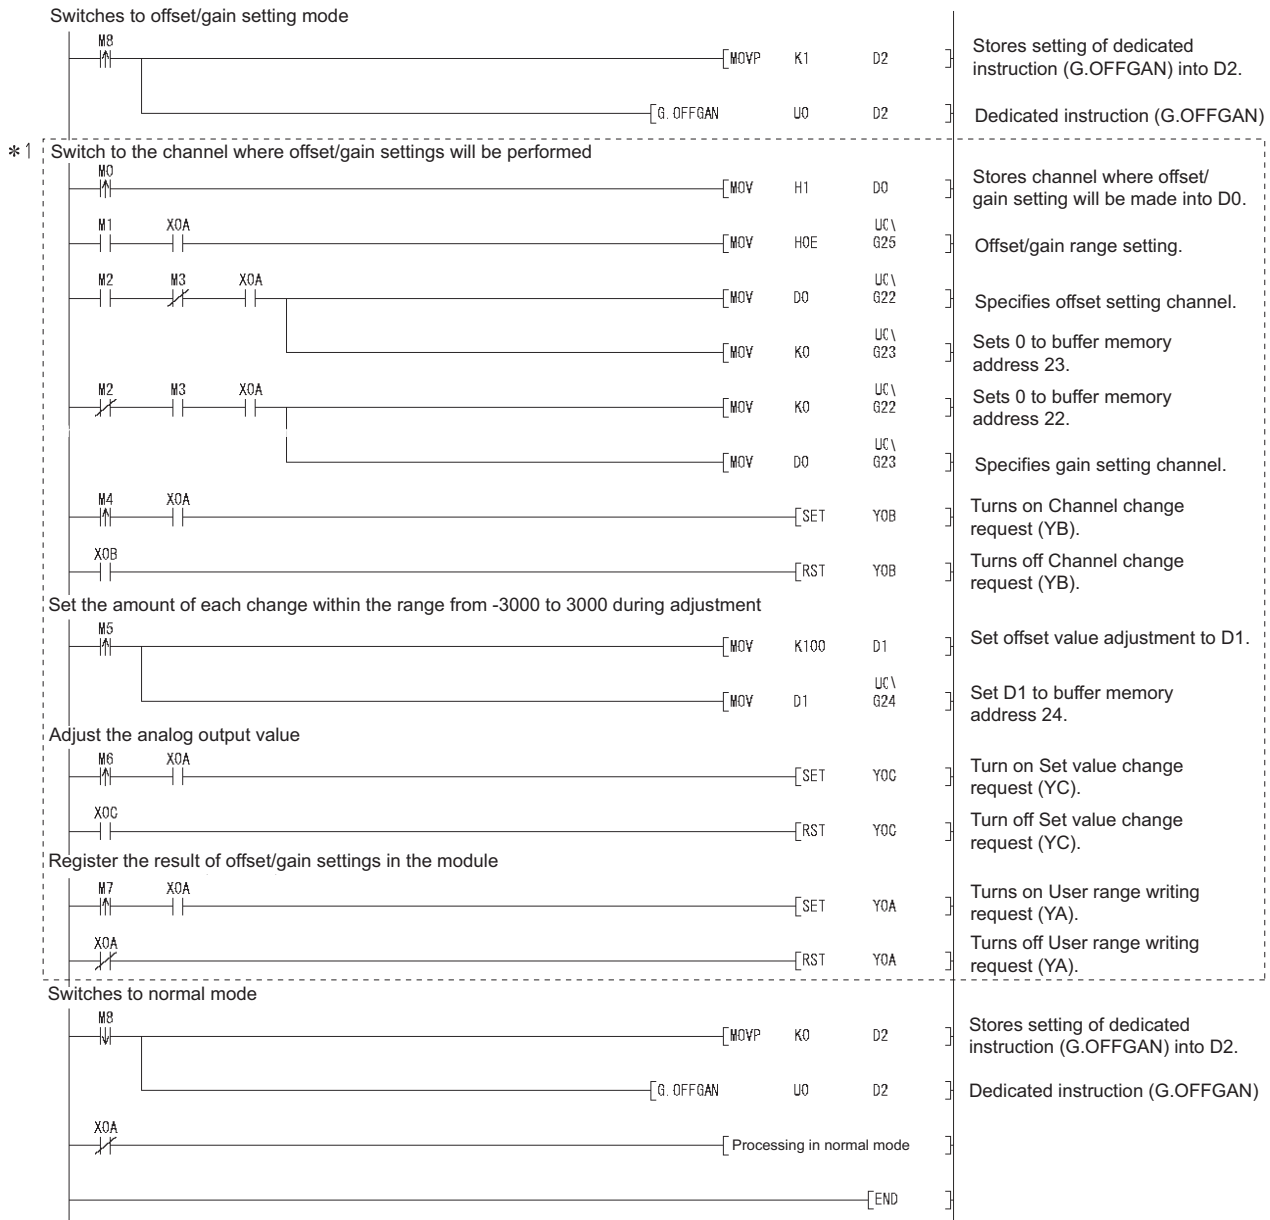 Switches to offset/gain setting mode
M8
MOVP K1 D2
Stores setting of dedicated
instruction (G.OFFGAN) into D2.
G.OFFGAN U0 D2
Dedicated instruction (G.OFFGAN)
*1 Switch to the channel where offset/gain settings will be performed
M0
MOV H1 D0
Stores channel where offset/
gain setting will be made into D0.
M1 X0A
U0\
MOV H0E G25
Offset/gain range setting.
M2 M3 X0A
U0\
MOV D0 G22
Specifies offset setting channel.
U0\
MOV K0 G23
Sets 0 to buffer memory
address 23.
M2 M3 X0A
U0\
MOV K0 G22
Sets 0 to buffer memory
address 22.
U0\
MOV D0 G23
Specifies gain setting channel.
M4 X0A
SET Y0B
Turns on Channel change
request (YB).
X0B
RST Y0B
Turns off Channel change
request (YB).
Set the amount of each change within the range from -3000 to 3000 during adjustment
M5
MOV K100 D1
Set offset value adjustment to D1.
U0\
MOV D1 G24
Set D1 to buffer memory
address 24.
Adjust the analog output value
M6 X0A
SET Y0C
Turn on Set value change
request (YC).
X0C
RST Y0C
Turn off Set value change
request (YC).
Register the result of offset/gain settings in the module
M7 X0A
SET Y0A
Turns on User range writing
request (YA).
X0A
RST Y0A
Turns off User range writing
request (YA).
Switches to normal mode
M8
MOVP K0 D2
Stores setting of dedicated
instruction (G.OFFGAN) into D2.
G.OFFGAN U0 D2
Dedicated instruction (G.OFFGAN)
X0A
Processing in normal mode
END